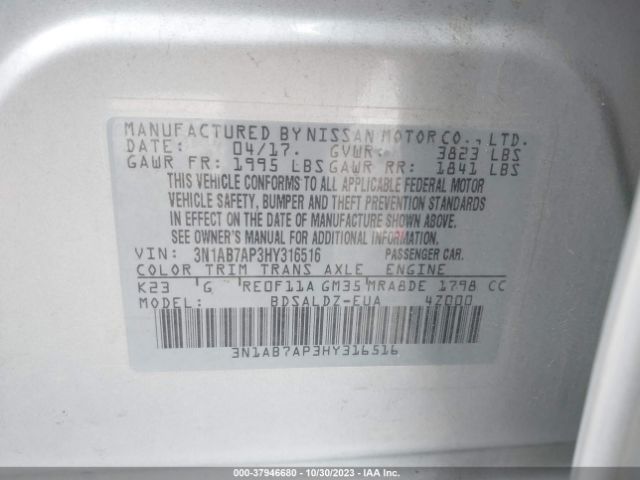 MANUFACTURED BY NISSAN MOTOR CO., LTD.
DATE: 04/17. GVWR: 3823 LBS
GAWR FR: 1995 LBS GAWR RR: 1841 LBS
THIS VEHICLE CONFORMS TO ALL APPLICABLE FEDERAL MOTOR
VEHICLE SAFETY, BUMPER AND THEFT PREVENTION STANDARDS
IN EFFECT ON THE DATE OF MANUFACTURE SHOWN ABOVE.
SEE OWNER'S MANUAL FOR ADDITIONAL INFORMATION.
VIN: 3N1AB7AP3HY316516 PASSENGER CAR.
COLOR TRIM TRANS AXLE ENGINE
K23 G RE0F11A GM35 MRA8DE 1798 CC
MODEL: BDSALDZ-EUA 4Z000
3N1AB7AP3HY316516
000-37946680 | 10/30/2023 | IAA Inc.